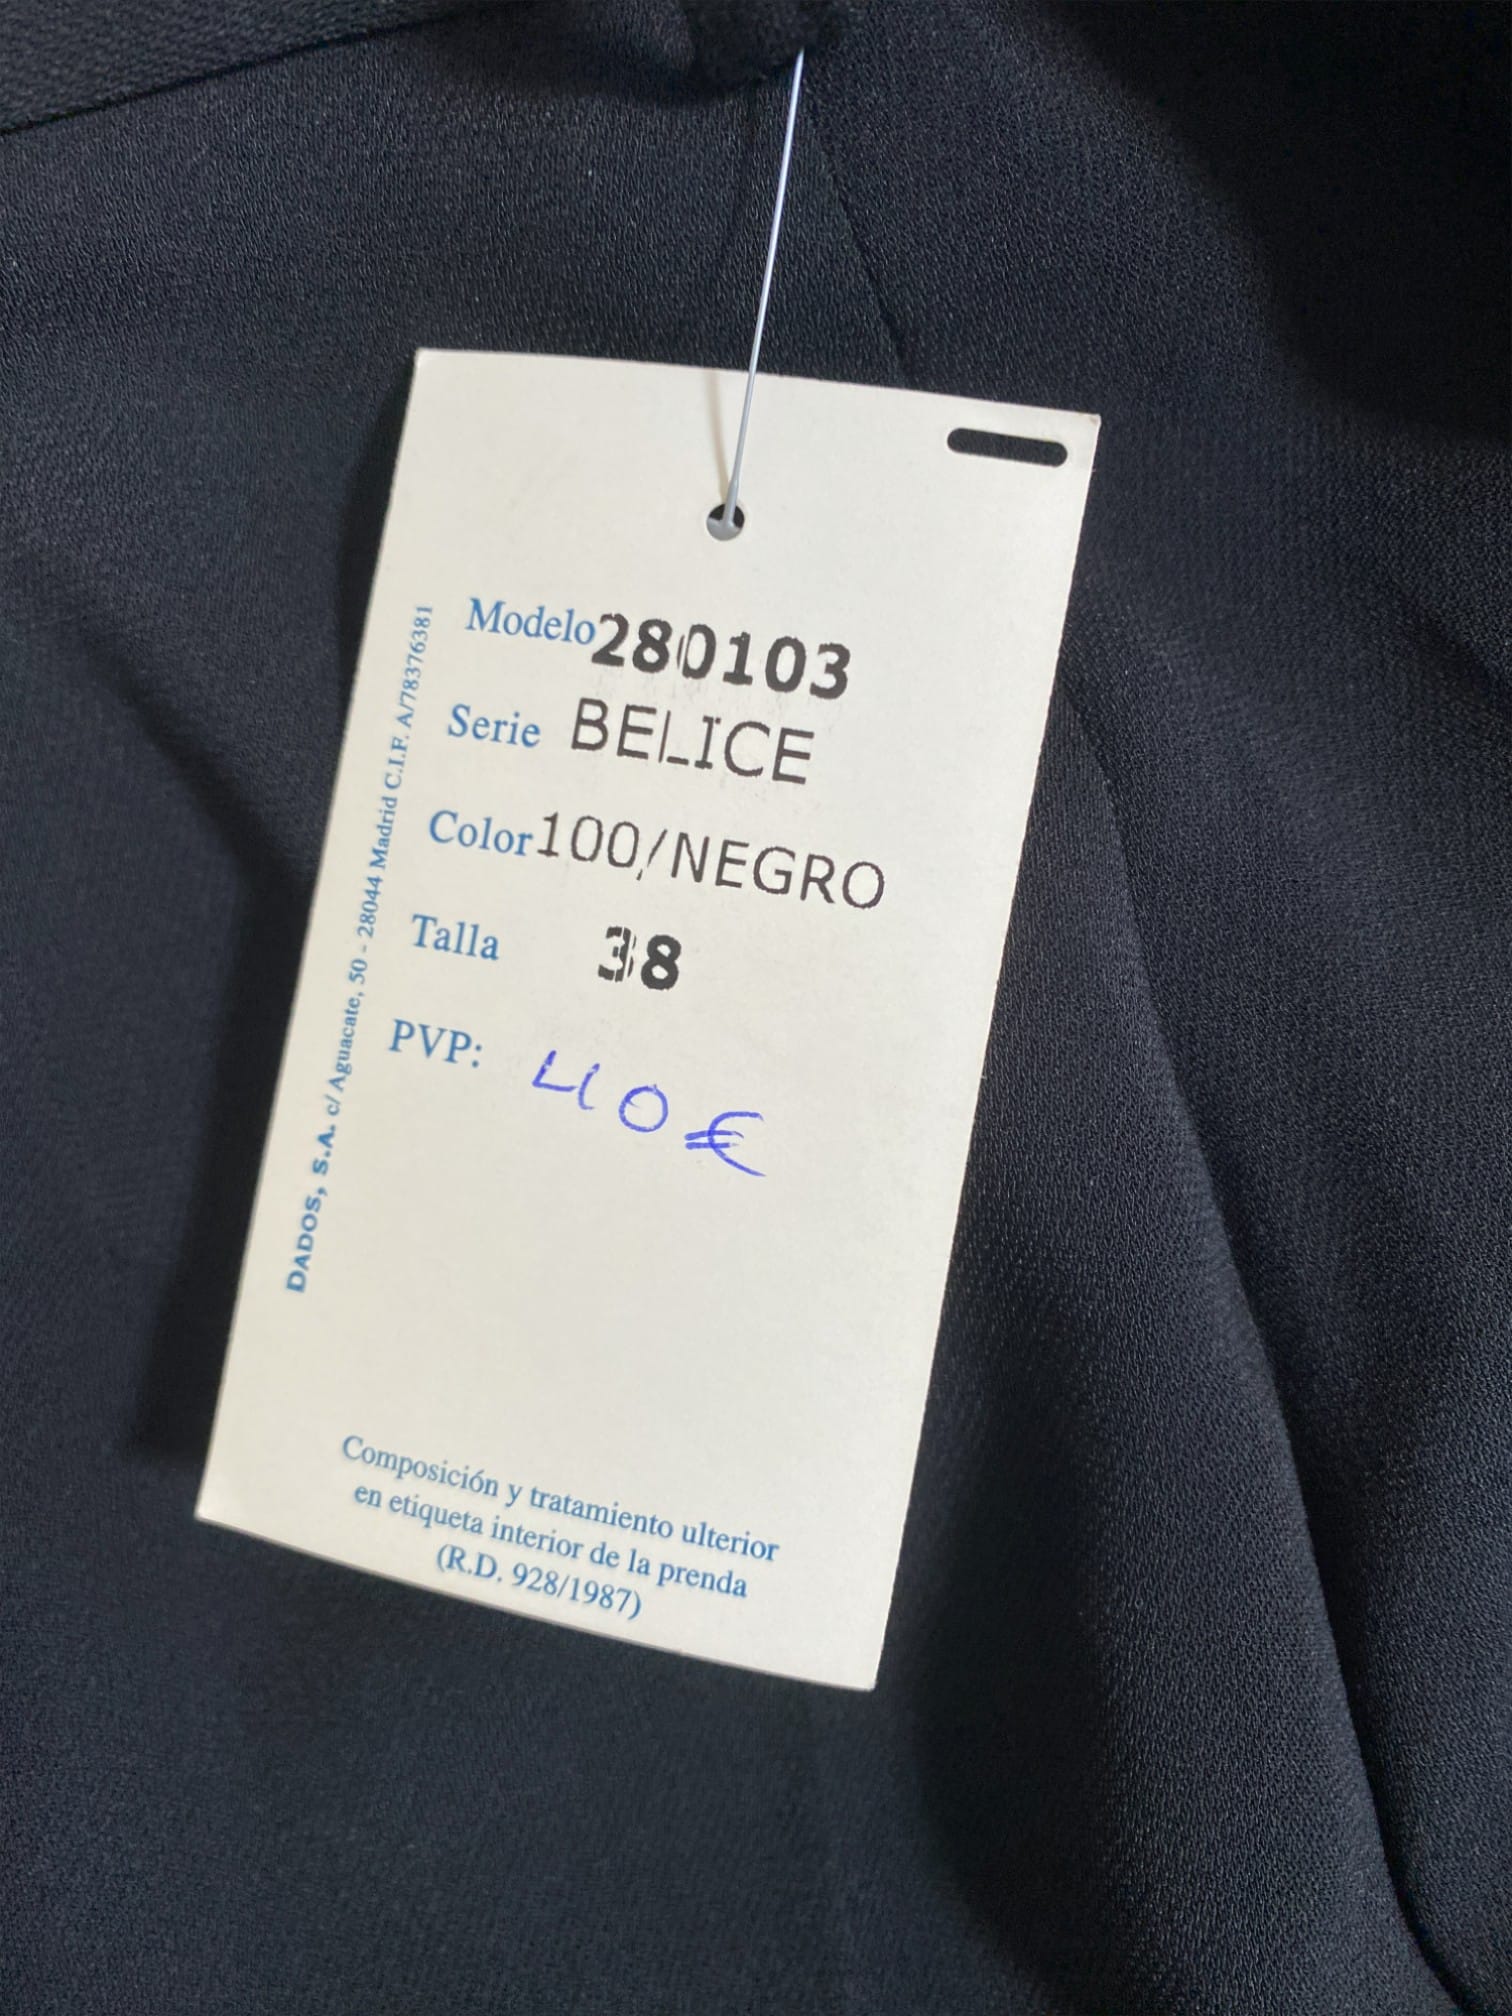 Modelo 280103
Serie BELICE
Color 100/NEGRO
Talla 38
PVP: 40€
DADOS, S.A. c/ Aguacate, 50 - 28044 Madrid C.I.F. A/78376381
Composición y tratamiento ulterior
en etiqueta interior de la prenda
(R.D. 928/1987)